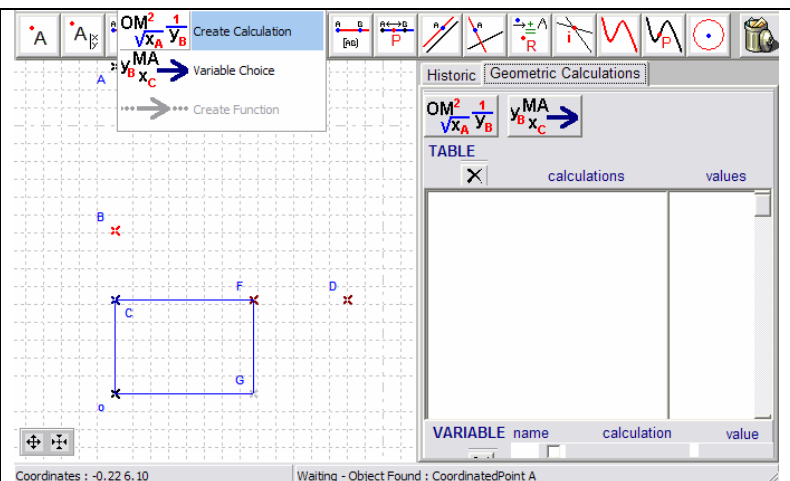 A
A x y
OM² 1 √xA yB Create Calculation
yB MA xC Variable Choice
Create Function
A B [AB]
A B P
A
A
± A R
i
A
Historic Geometric Calculations
OM² 1 √xA yB
yB MA xC
TABLE
calculations values
A
B
F
D
C
G
o
VARIABLE name calculation value
Coordinates : -0.22 6.10 Waiting - Object Found : CoordinatedPoint A